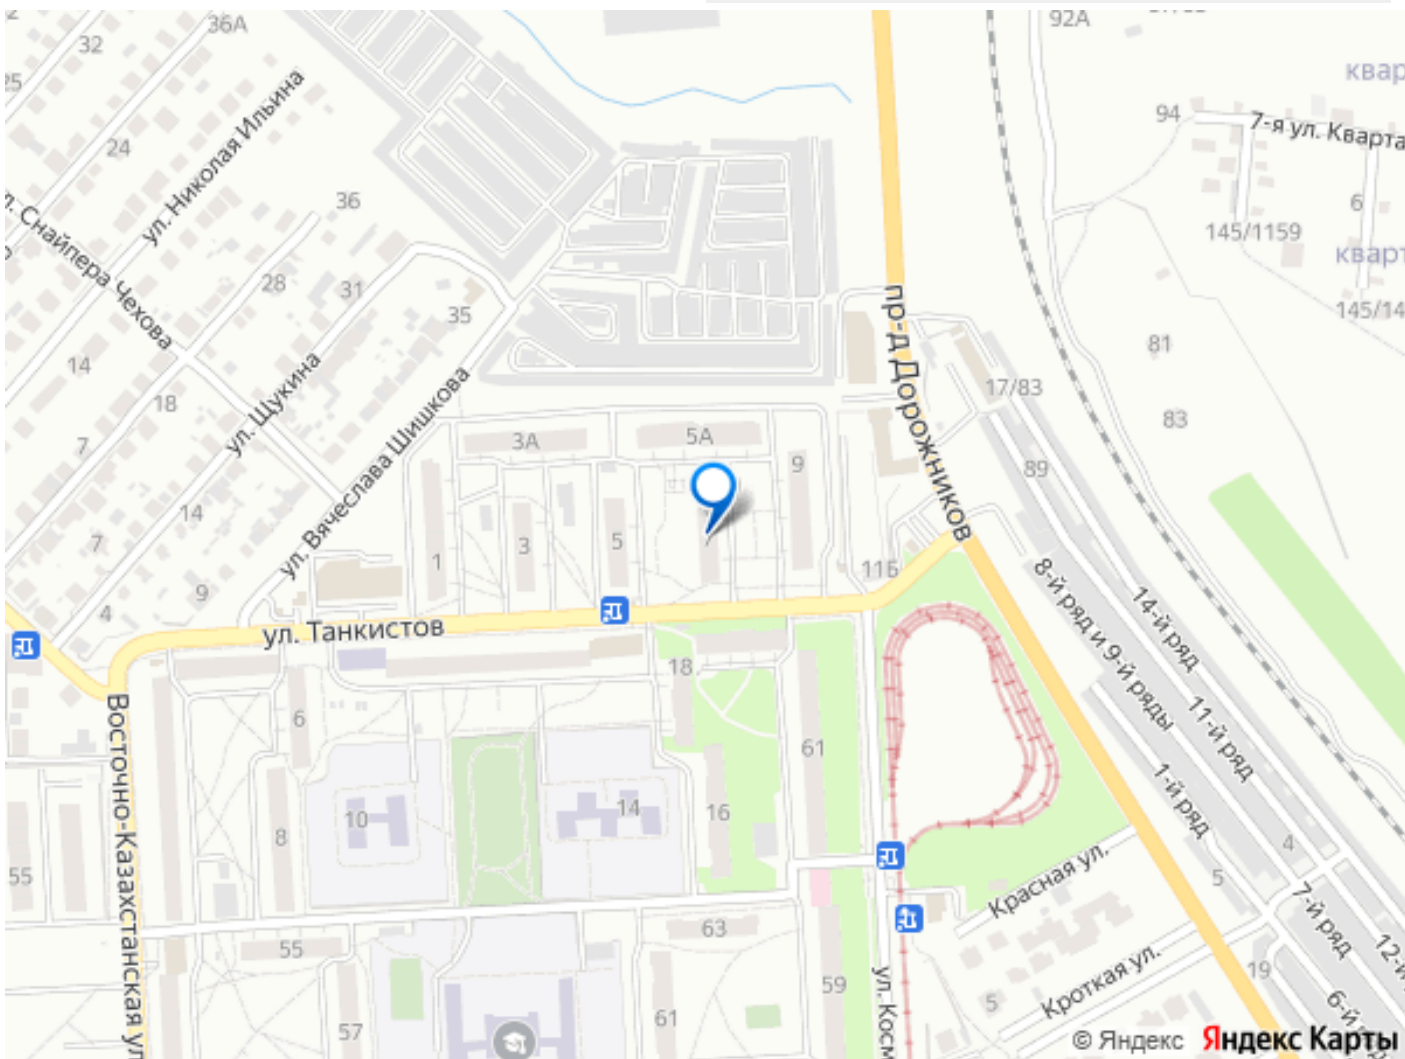 36А
92А
32
квар
25
94
7-я ул. Кварта
ул. Николая Ильина
24
36
6
л. Снайпера Чехова
145/1159
кварт
28
31
35
145/14
пр-д Дорожников
14
81
ул. Щукина
ул. Вячеслава Шишкова
17/83
18
83
7
3А
5А
9
89
14
1
3
5
7
11Б
8-й ряд и 9-й ряды
14-й ряд
9
4
ул. Танкистов
18
6
11-й ряд
Восточно-Казахстанская ул
61
1-й ряд
10
14
16
8
4
55
Красная ул.
5
7-й ряд
63
55
12-й
Кроткая ул.
19
59
ул. Косм
5
57
61
6-й
© Яндекс Яндекс Карты